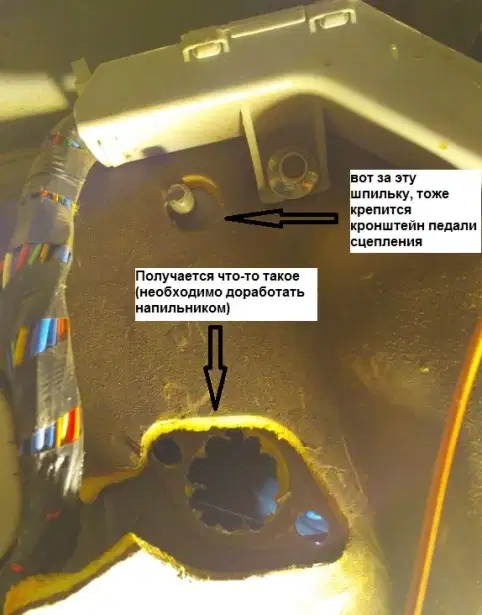 вот за эту
шпильку, тоже
крепится
кронштейн педали
сцепления
Получается что-то такое
(необходимо доработать
напильником)